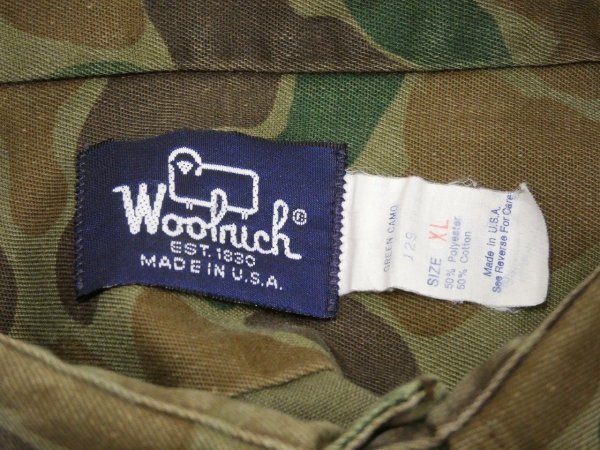 Woolrich®
EST. 1830
MADE IN U.S.A.
GREEN CAMO
J29
SIZE XL
50% Polyester
50% Cotton
Made in U.S.A.
See Reverse For Care